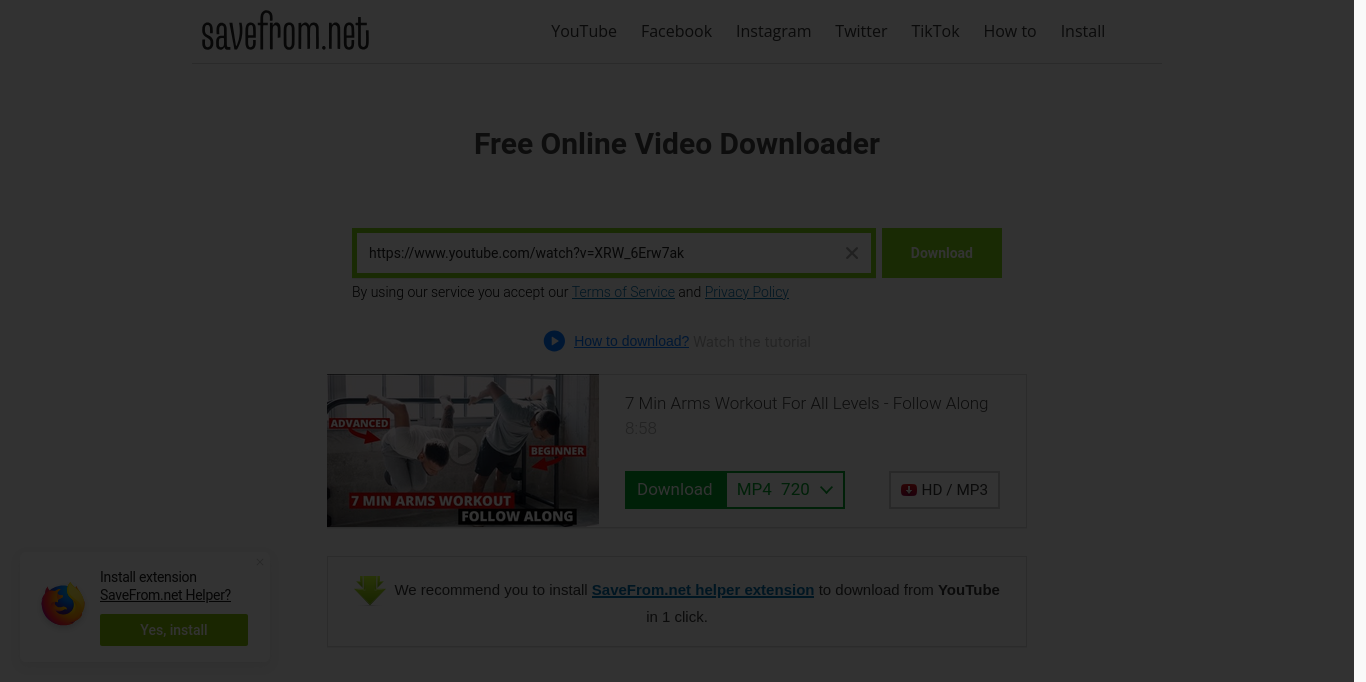 savefrom.net
YouTube Facebook Instagram Twitter TikTok How to Install
Free Online Video Downloader
https://www.youtube.com/watch?v=XRW_6Erw7ak
Download
By using our service you accept our Terms of Service and Privacy Policy
How to download? Watch the tutorial
ADVANCED
BEGINNER
7 MIN ARMS WORKOUT
FOLLOW ALONG
7 Min Arms Workout For All Levels - Follow Along
8:58
Download MP4 720
HD / MP3
We recommend you to install SaveFrom.net helper extension to download from YouTube
in 1 click.
Install extension
SaveFrom.net Helper?
Yes, install